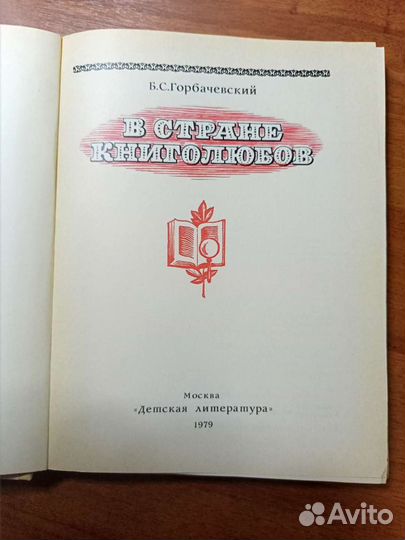 Б.С.Горбачевский
В СТРАНЕ
КНИГОЛЮБОВ
Москва
«Детская литература»
1979
Avito